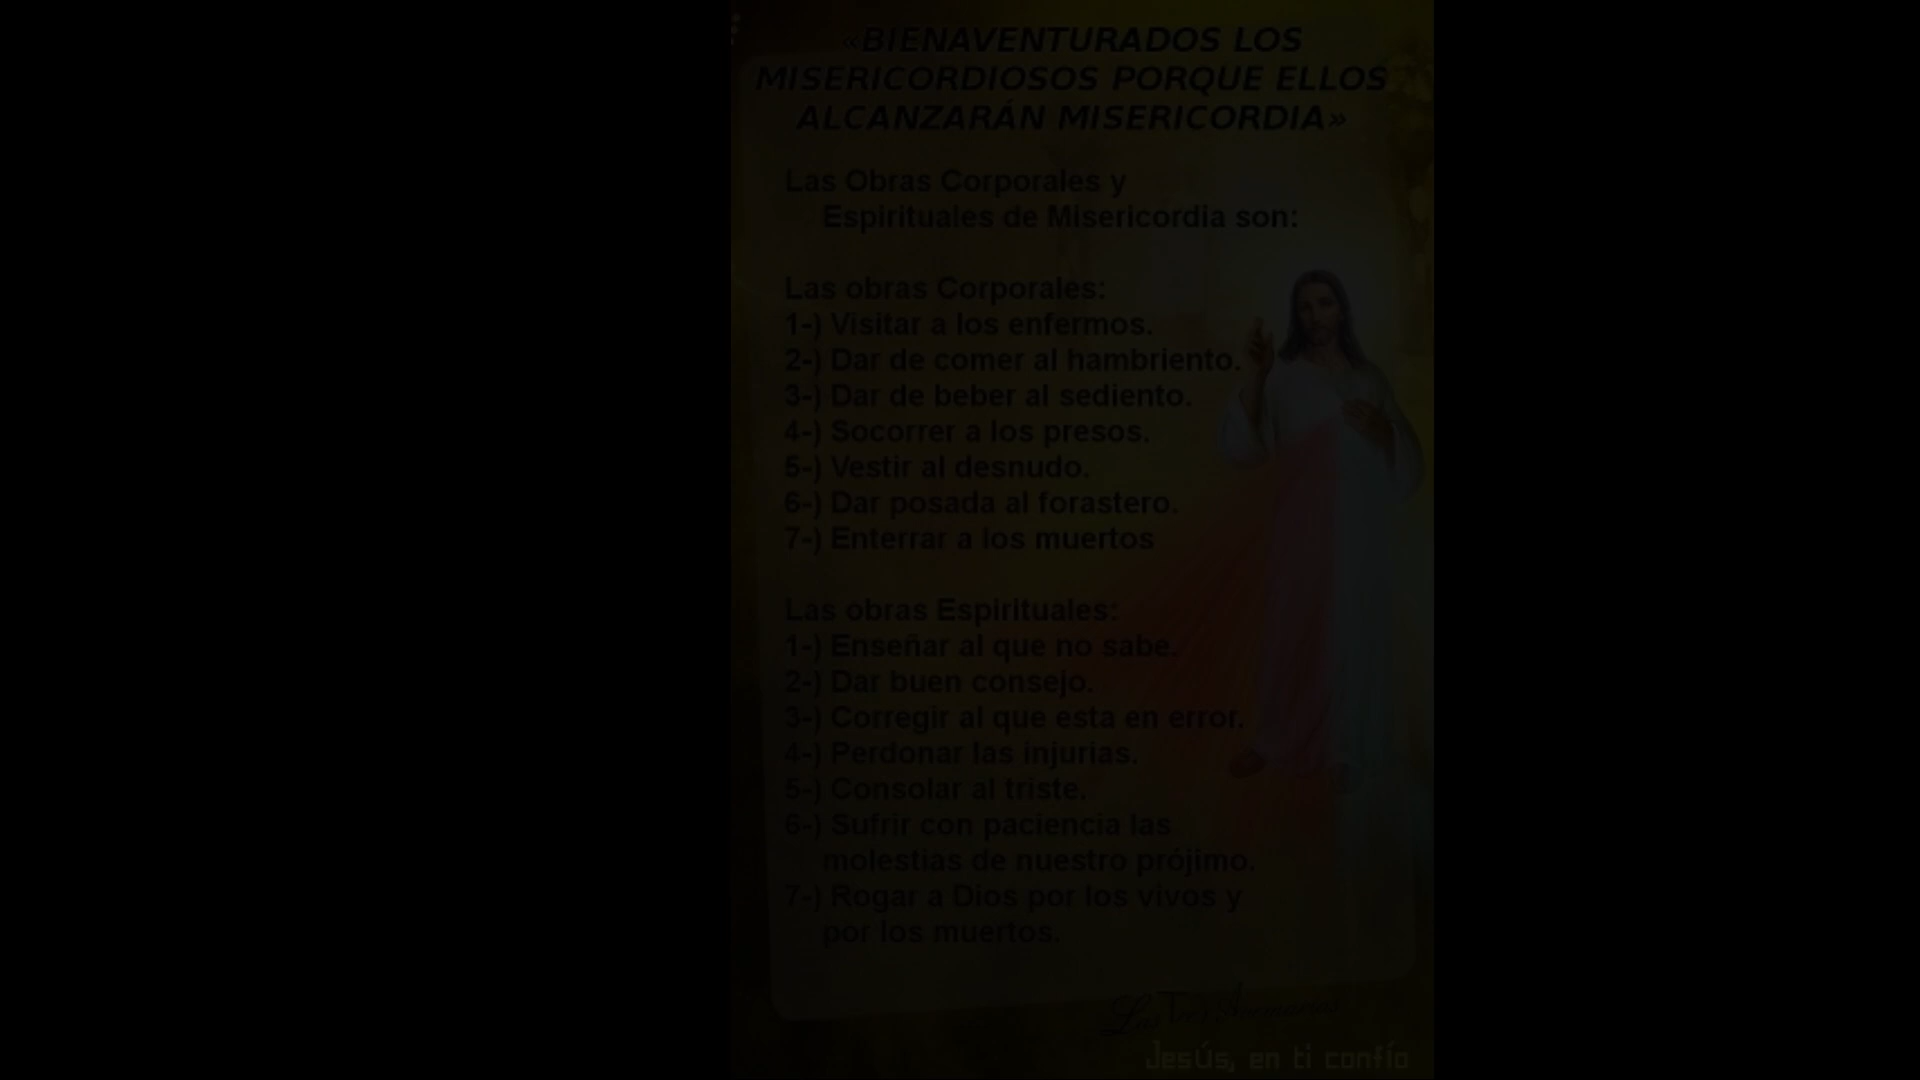 «BIENAVENTURADOS LOS
MISERICORDIOSOS PORQUE ELLOS
ALCANZARÁN MISERICORDIA»
Las Obras Corporales y
Espirituales de Misericordia son:
Las obras Corporales:
1-) Visitar a los enfermos.
2-) Dar de comer al hambriento.
3-) Dar de beber al sediento.
4-) Socorrer a los presos.
5-) Vestir al desnudo.
6-) Dar posada al forastero.
7-) Enterrar a los muertos
Las obras Espirituales:
1-) Enseñar al que no sabe.
2-) Dar buen consejo.
3-) Corregir al que esta en error.
4-) Perdonar las injurias.
5-) Consolar al triste.
6-) Sufrir con paciencia las
molestias de nuestro prójimo.
7-) Rogar a Dios por los vivos y
por los muertos.
Jesús, en ti confío